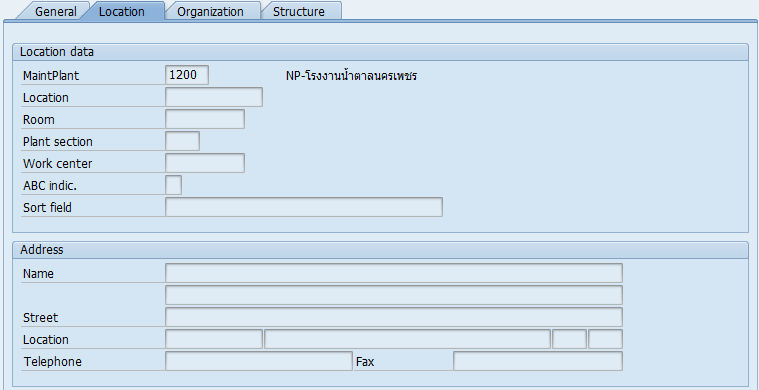 General Location Organization Structure
Location data
MaintPlant 1200 NP-โรงงานน้ำตาลนครเพชร
Location
Room
Plant section
Work center
ABC indic.
Sort field
Address
Name
Street
Location
Telephone Fax